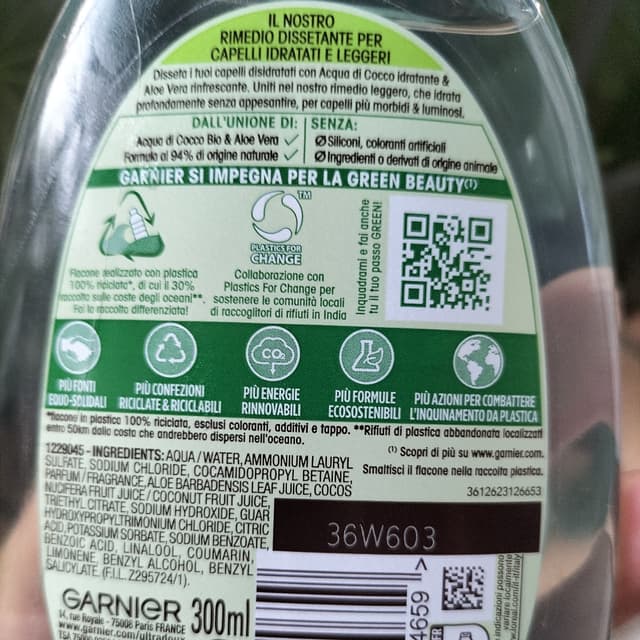 IL NOSTRO
RIMEDIO DISSETANTE PER
CAPELLI IDRATATI E LEGGERI
Disseta i tuoi capelli disidratati con Acqua di Cocco idratante &
Aloe Vera rinfrescante. Uniti nel nostro rimedio leggero, che idrata
profondamente senza appesantire, per capelli più morbidi & luminosi.
DALL'UNIONE DI: SENZA:
Acqua di Cocco Bio & Aloe Vera ✓ Ø Siliconi, coloranti artificiali
Formula al 94% di origine naturale ✓ Ø Ingredienti o derivati di origine animale
GARNIER SI IMPEGNA PER LA GREEN BEAUTY(1)
TM
PLASTICS FOR
CHANGE
Flacone realizzato con plastica
100% riciclata*, di cui il 30%
raccolta sulle coste degli oceani**.
Fai la raccolta differenziata!
Collaborazione con
Plastics For Change per
sostenere le comunità locali
di raccoglitori di rifiuti in India
Inquadrami e fai anche
tu il tuo passo GREEN!
PIÙ FONTI
EQUO-SOLIDALI
PIÙ CONFEZIONI
RICICLATE & RICICLABILI
CO2
PIÙ ENERGIE
RINNOVABILI
PIÙ FORMULE
ECOSOSTENIBILI
PIÙ AZIONI PER COMBATTERE
L'INQUINAMENTO DA PLASTICA
*flacone in plastica 100% riciclata, esclusi coloranti, additivi e tappo. **Rifiuti di plastica abbandonata localizzati
entro 50km dalla costa che andrebbero dispersi nell'oceano.
(1) Scopri di più su www.garnier.com.
Smaltisci il flacone nella raccolta plastica.
3612623126653
1229045 - INGREDIENTS: AQUA / WATER, AMMONIUM LAURYL
SULFATE, SODIUM CHLORIDE, COCAMIDOPROPYL BETAINE,
PARFUM / FRAGRANCE, ALOE BARBADENSIS LEAF JUICE, COCOS
NUCIFERA FRUIT JUICE / COCONUT FRUIT JUICE,
TRIETHYL CITRATE, SODIUM HYDROXIDE, GUAR
HYDROXYPROPYLTRIMONIUM CHLORIDE, CITRIC
ACID, POTASSIUM SORBATE, SODIUM BENZOATE,
BENZOIC ACID, LINALOOL, COUMARIN,
LIMONENE, BENZYL ALCOHOL, BENZYL
SALICYLATE. (F.I.L. Z295724/1).
36W603
GARNIER 300ml
14, rue Royale - 75008 Paris FRANCE
www.garnier.com/ultradoux
4659 >